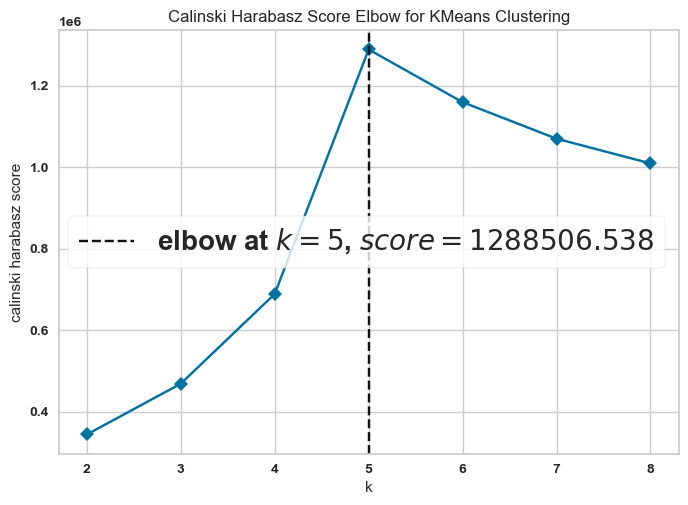 Calinski Harabasz Score Elbow for KMeans Clustering
1e6
calinski harabasz score
1.2
1.0
0.8
0.6
0.4
elbow at k = 5, score = 1288506.538
2 3 4 5 6 7 8
k